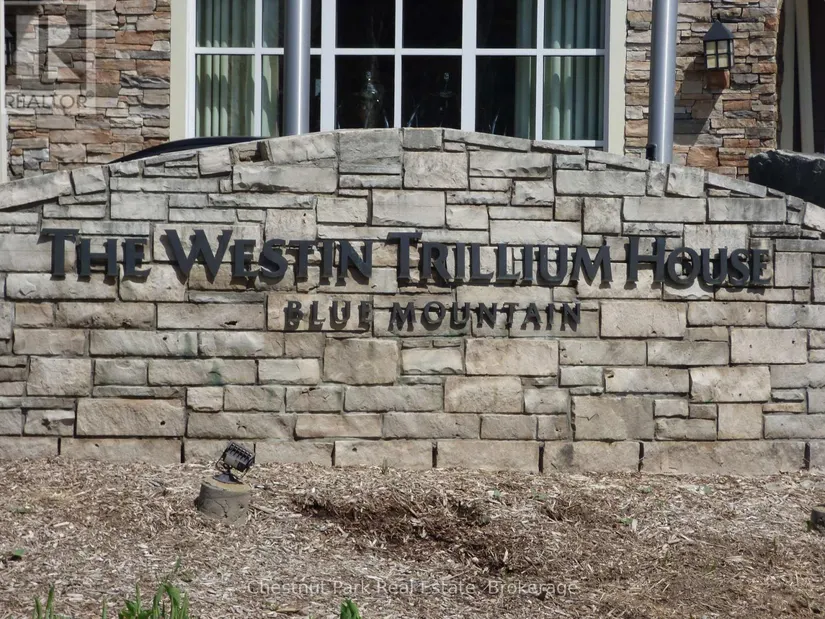 R
REALTOR
THE WESTIN TRILLIUM HOUSE
BLUE MOUNTAIN
Chestnut Park Real Estate, Brokerage